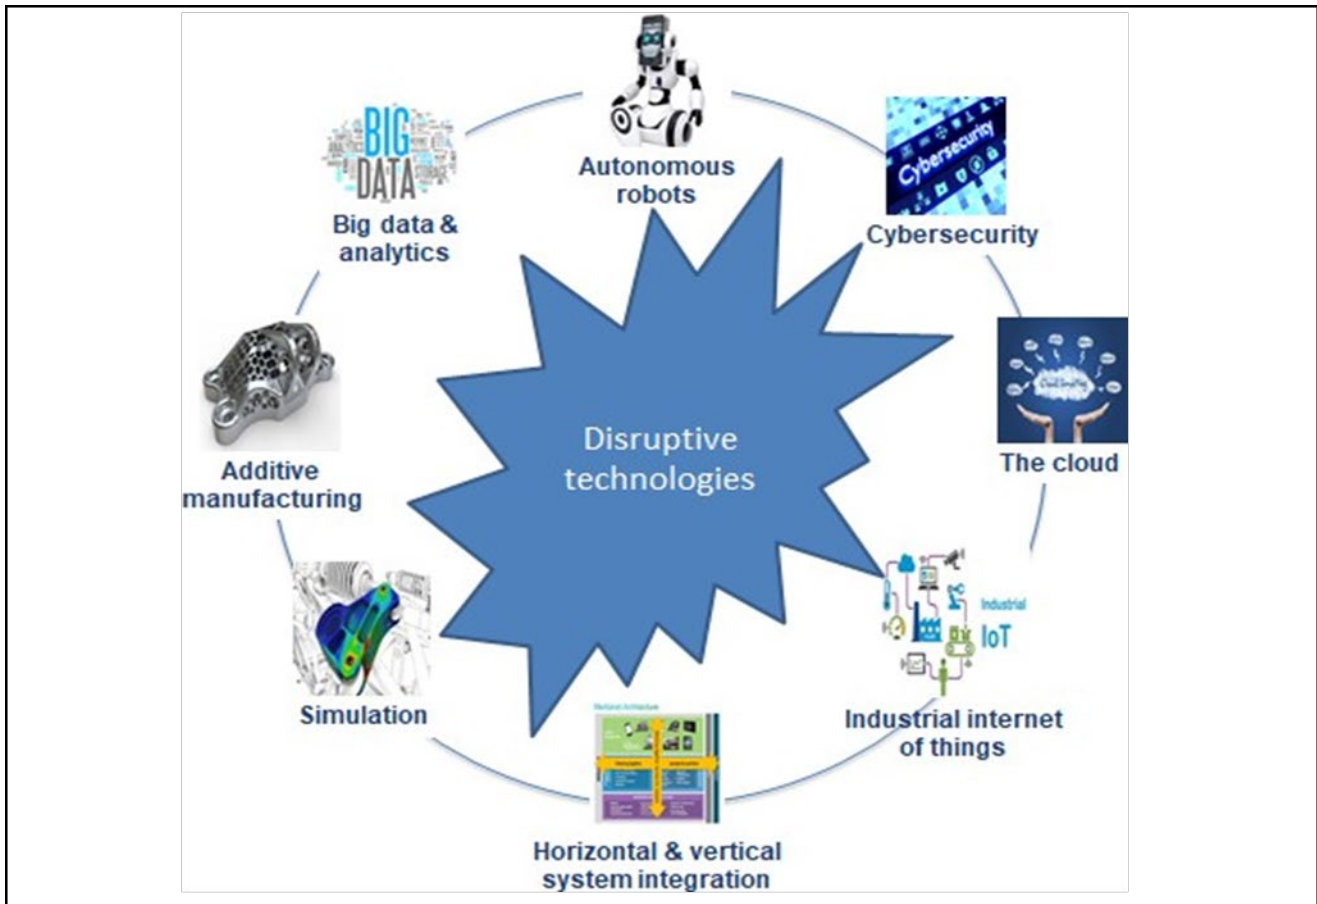 Autonomous
robots
BIG
DATA
Big data &
analytics
Cybersecurity
Cybersecurity
Additive
manufacturing
Disruptive
technologies
The cloud
Industrial
IoT
Simulation
Industrial internet
of things
Horizontal & vertical
system integration